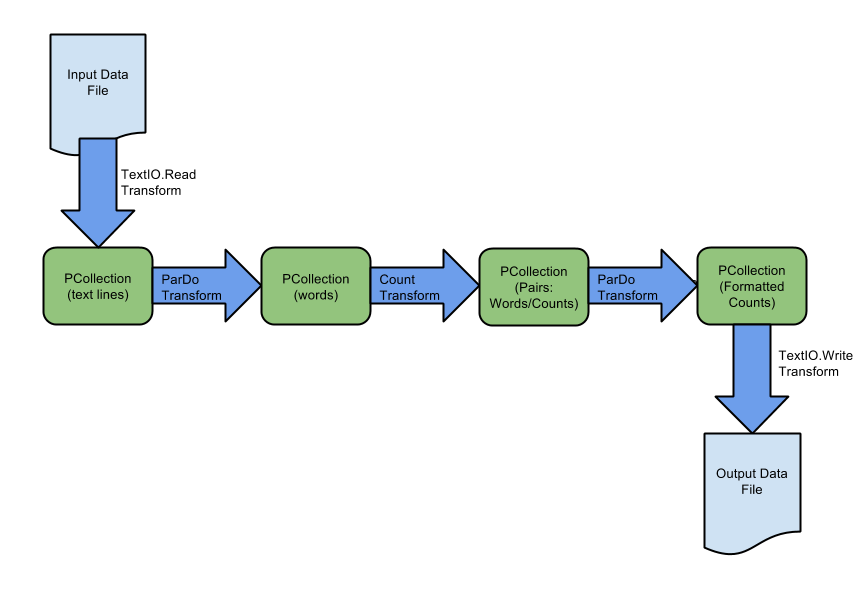 Input Data
File
TextIO.Read
Transform
PCollection
(text lines)
ParDo
Transform
PCollection
(words)
Count
Transform
PCollection
(Pairs:
Words/Counts)
ParDo
Transform
PCollection
(Formatted
Counts)
TextIO.Write
Transform
Output Data
File